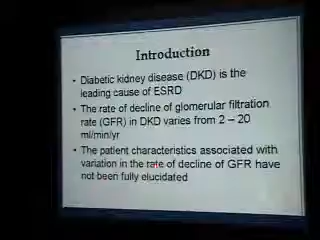 Introduction
• Diabetic kidney disease (DKD) is the
leading cause of ESRD
• The rate of decline of glomerular filtration
rate (GFR) in DKD varies from 2 – 20
ml/min/yr
• The patient characteristics associated with
variation in the rate of decline of GFR have
not been fully elucidated